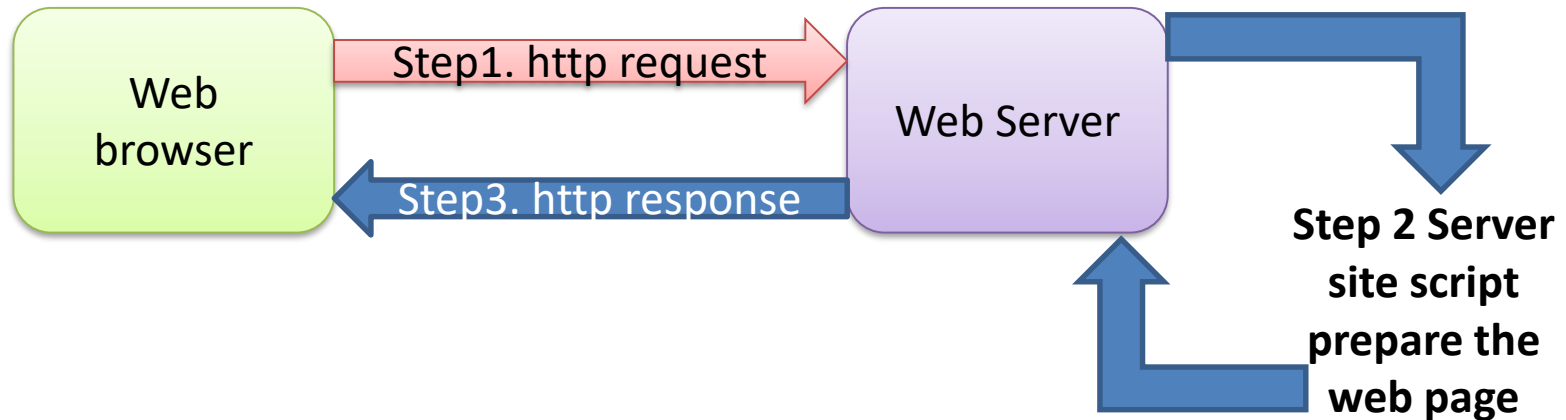 Web
browser
Step1. http request
Web Server
Step3. http response
Step 2 Server
site script
prepare the
web page